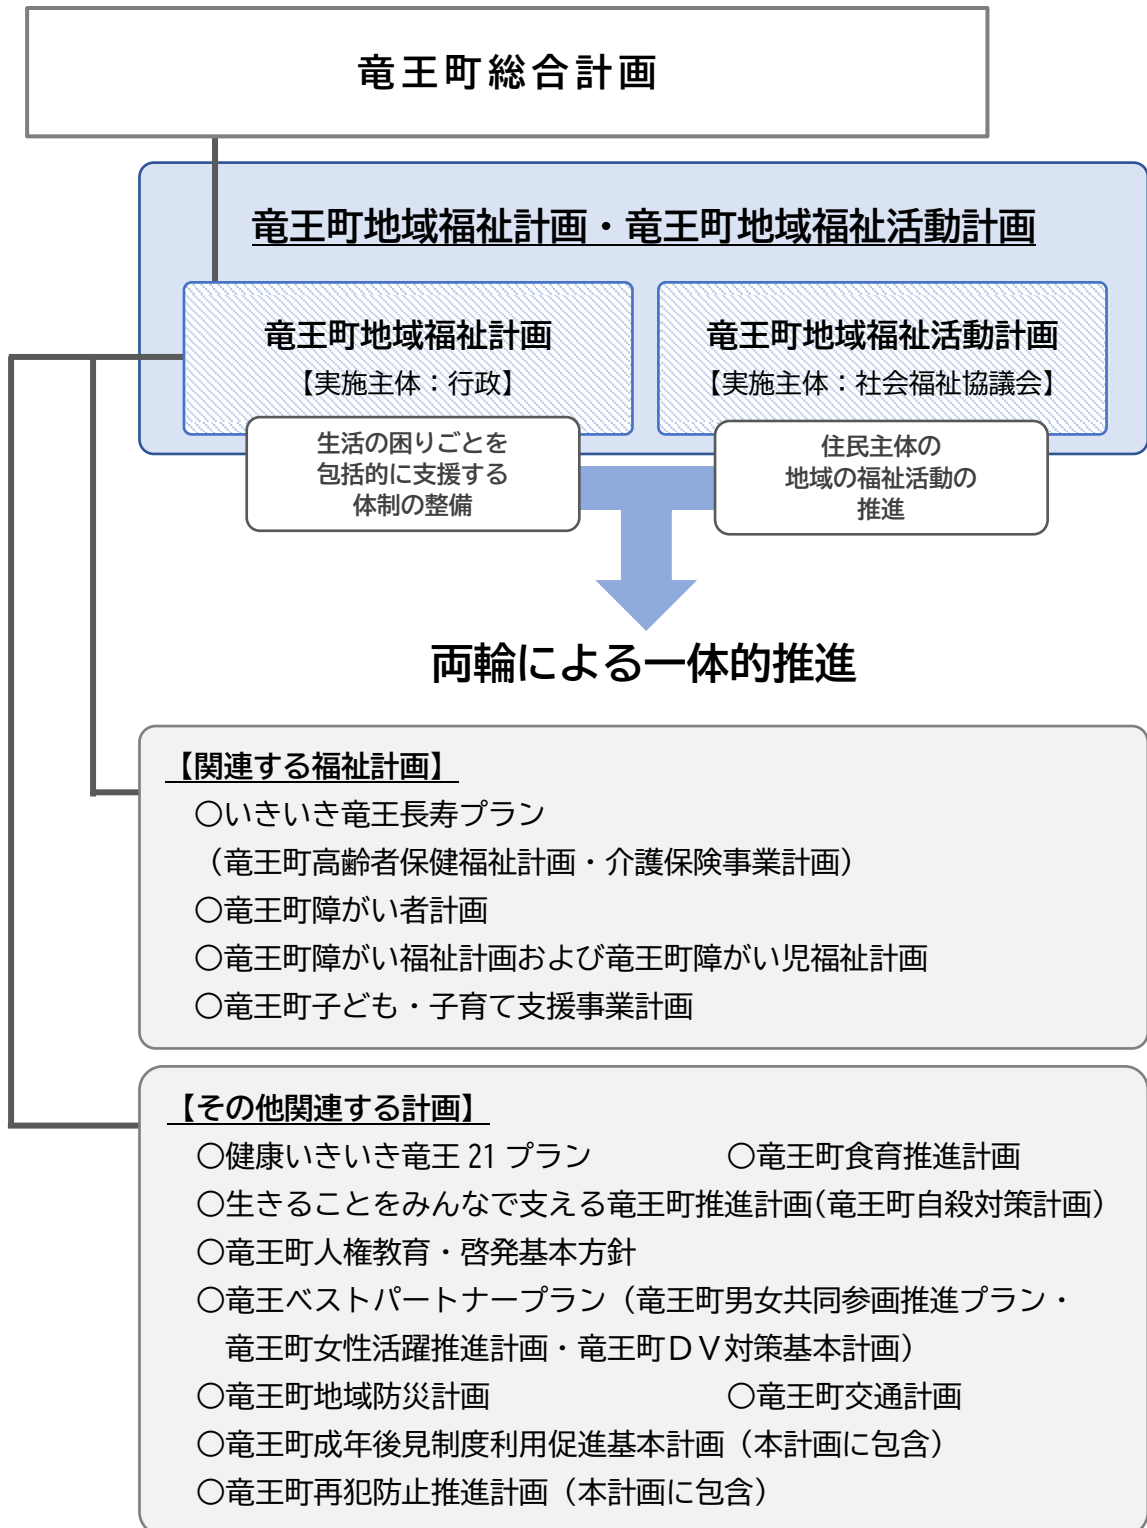 竜王町総合計画
竜王町地域福祉計画・竜王町地域福祉活動計画
竜王町地域福祉計画
【実施主体：行政】
竜王町地域福祉活動計画
【実施主体：社会福祉協議会】
生活の困りごとを
包括的に支援する
体制の整備
住民主体の
地域の福祉活動の
推進
両輪による一体的推進
【関連する福祉計画】
○いきいき竜王長寿プラン
（竜王町高齢者保健福祉計画・介護保険事業計画）
○竜王町障がい者計画
○竜王町障がい福祉計画および竜王町障がい児福祉計画
○竜王町子ども・子育て支援事業計画
【その他関連する計画】
○健康いきいき竜王 21 プラン　○竜王町食育推進計画
○生きることをみんなで支える竜王町推進計画(竜王町自殺対策計画)
○竜王町人権教育・啓発基本方針
○竜王ベストパートナープラン（竜王町男女共同参画推進プラン・
竜王町女性活躍推進計画・竜王町ＤＶ対策基本計画）
○竜王町地域防災計画　○竜王町交通計画
○竜王町成年後見制度利用促進基本計画（本計画に包含）
○竜王町再犯防止推進計画（本計画に包含）